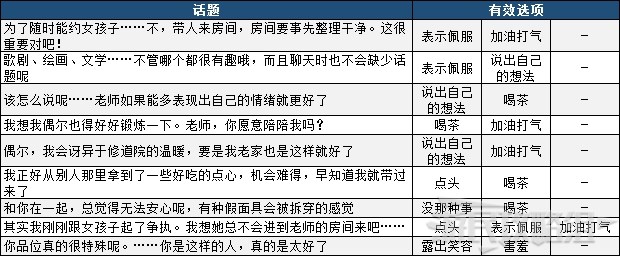 话题 有效选项
为了随时能约女孩子……不，带人来房间，房间要事先整理干净。这很
重要对吧！ 表示佩服 加油打气 –
歌剧、绘画、文学……不管哪个都很有趣哦，而且聊天时也不会缺少话
题呢 表示佩服 说出自己
的想法 –
该怎么说呢……老师如果能多表现出自己的情绪就更好了 说出自己
的想法 喝茶 –
我想我偶尔也得好好锻炼一下。老师，你愿意陪陪我吗？ 喝茶 加油打气 –
偶尔，我会讶异于修道院的温暖，要是我老家也是这样就好了 说出自己
的想法 加油打气 –
我正好从别人那里拿到了一些好吃的点心，机会难得，早知道我就带过
来了 点头 喝茶 –
和你在一起，总觉得无法安心呢，有种假面具会被拆穿的感觉 没那种事 喝茶 –
其实我刚刚跟女孩子起了争执。我想她总不会进到老师的房间来吧…… 点头 表示佩服 加油打气
你品位真的很特殊呢。……你是这样的人，真的是太好了 露出笑容 害羞 –